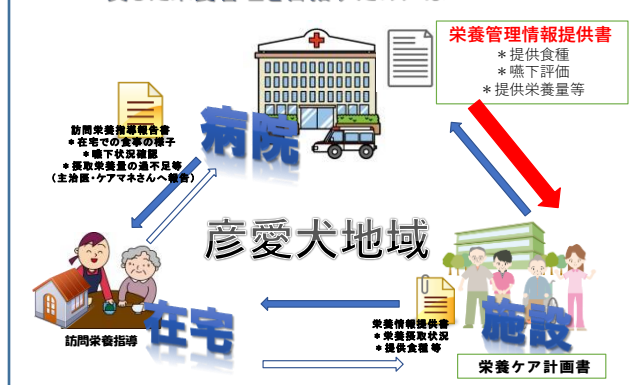 栄養管理情報提供書
＊提供食種
＊嚥下評価
＊提供栄養量等
訪問栄養指導報告書
＊在宅での食事の様子
＊嚥下状況確認
＊摂取栄養量の過不足等
（主治医・ケアマネさんへ報告）
病院
彦愛犬地域
訪問栄養指導
在宅
栄養情報提供書
＊栄養摂取状況
＊提供食種等
施設
栄養ケア計画書